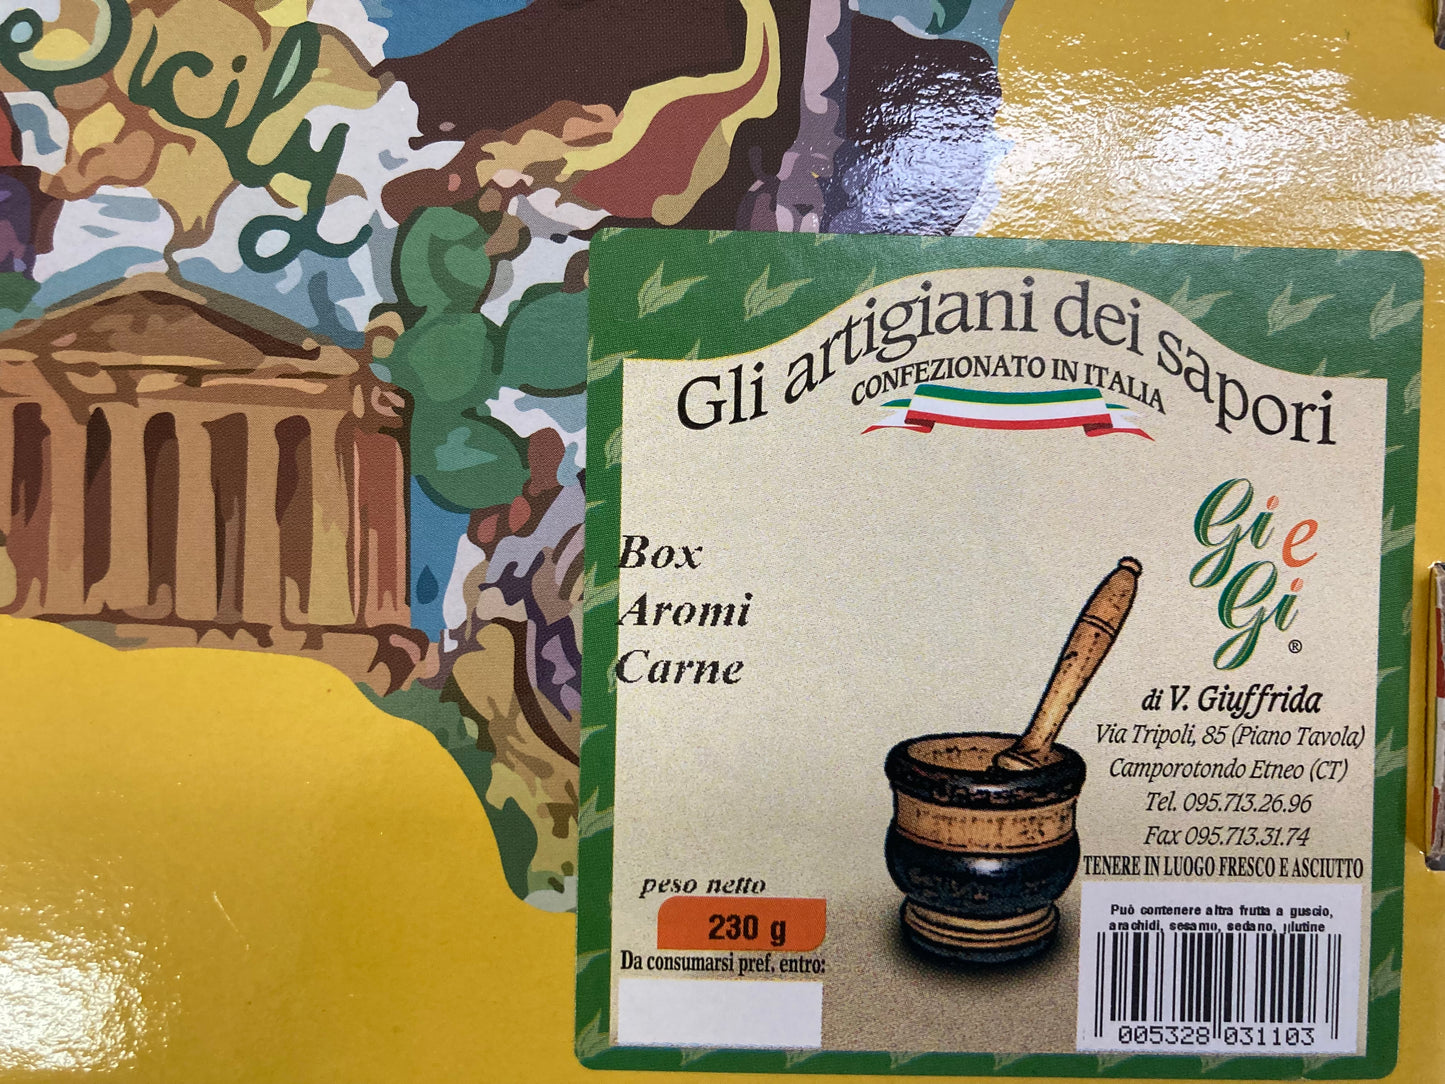 Sicily
Gli artigiani dei sapori
CONFEZIONATO IN ITALIA
Box
Aromi
Carne
Gi e
Gi
®
di V. Giuffrida
Via Tripoli, 85 (Piano Tavola)
Camporotondo Etneo (CT)
Tel. 095.713.26.96
Fax 095.713.31.74
TENERE IN LUOGO FRESCO E ASCIUTTO
peso netto
230 g
Da consumarsi pref. entro:
Può contenere altra frutta a guscio,
arachidi, sesamo, sedano, glutine
005328 031103